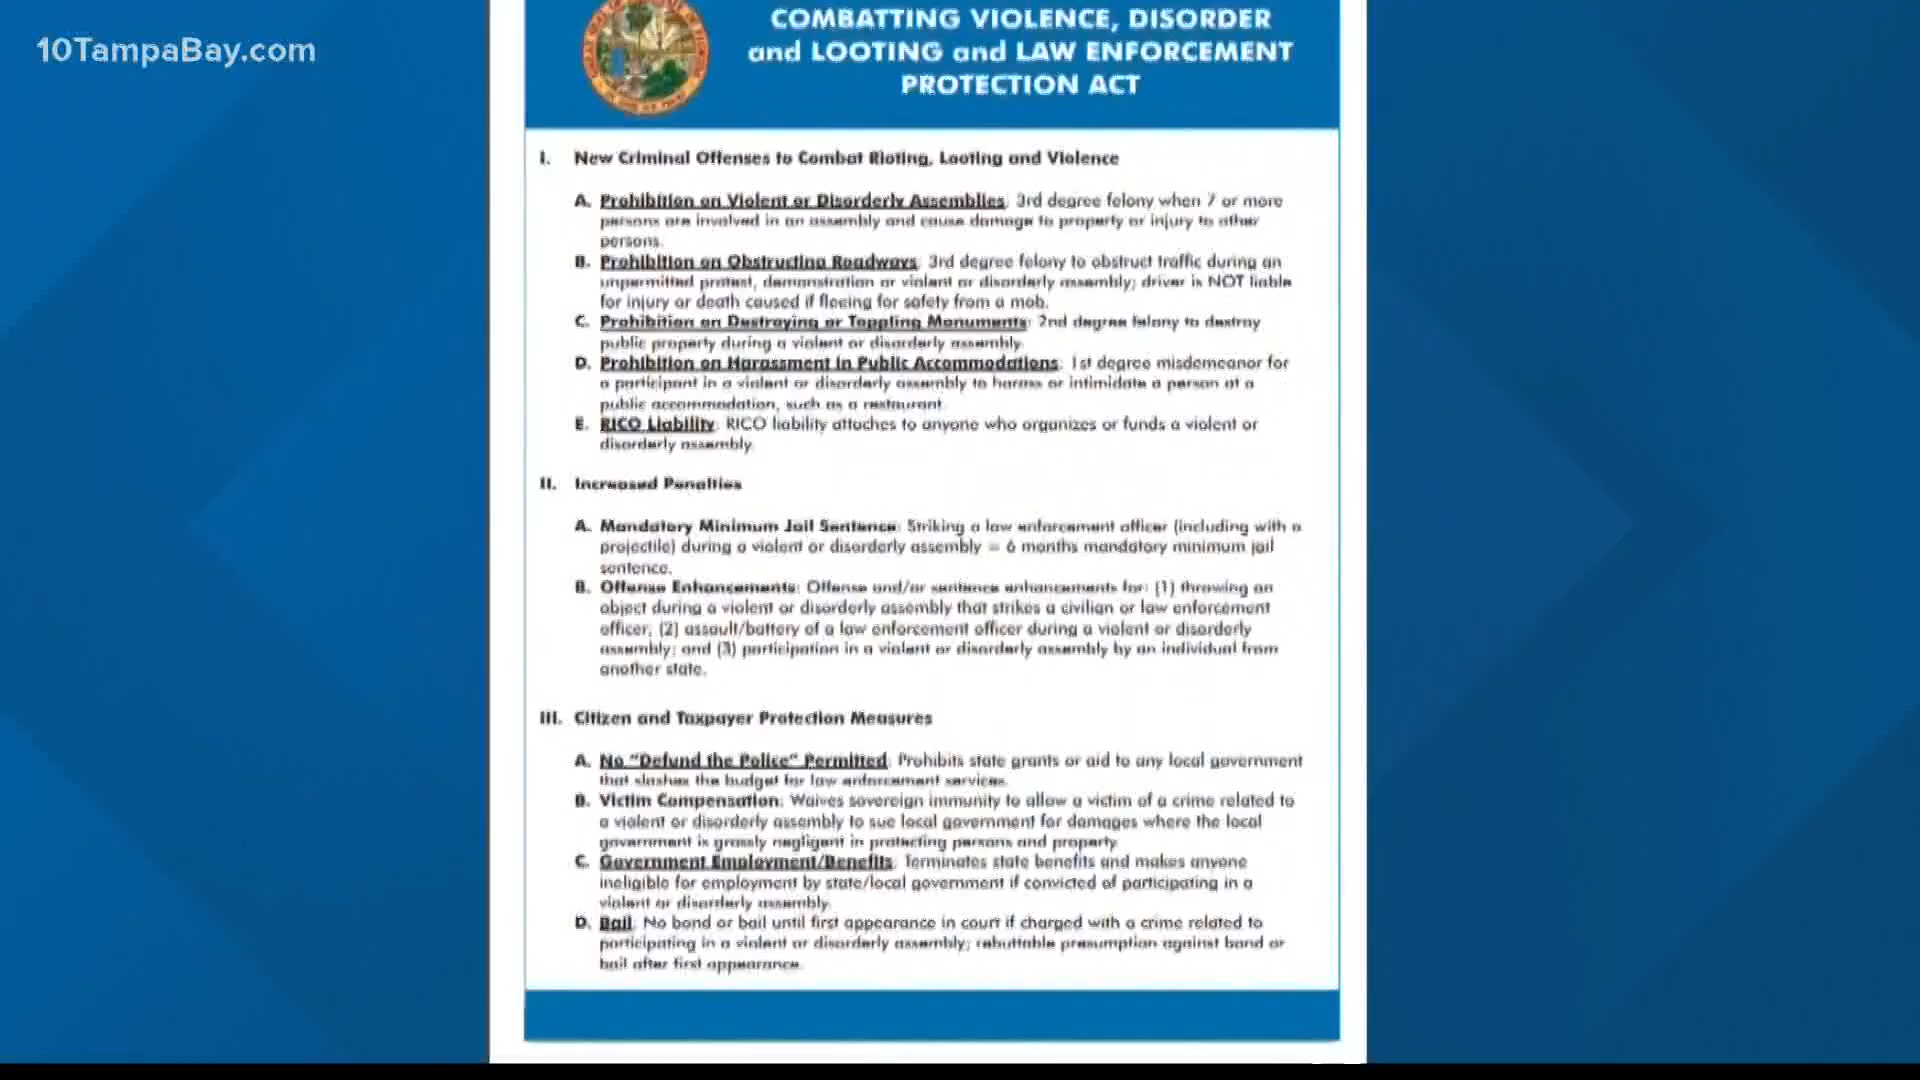 10TampaBay.com
COMBATTING VIOLENCE, DISORDER
and LOOTING and LAW ENFORCEMENT
PROTECTION ACT
I. New Criminal Offenses to Combat Rioting, Looting and Violence
A. Prohibition on Violent or Disorderly Assemblies: 3rd degree felony when 7 or more
persons are involved in an assembly and cause damage to property or injury to other
persons.
B. Prohibition on Obstructing Roadways: 3rd degree felony to obstruct traffic during an
unpermitted protest, demonstration or violent or disorderly assembly; driver is NOT liable
for injury or death caused if fleeing for safety from a mob.
C. Prohibition on Destroying or Toppling Monuments: 2nd degree felony to destroy
public property during a violent or disorderly assembly.
D. Prohibition on Harassment in Public Accommodations: 1st degree misdemeanor for
a participant in a violent or disorderly assembly to harass or intimidate a person at a
public accommodation, such as a restaurant.
E. RICO Liability: RICO liability attaches to anyone who organizes or funds a violent or
disorderly assembly.
II. Increased Penalties
A. Mandatory Minimum Jail Sentence: Striking a law enforcement officer (including with a
projectile) during a violent or disorderly assembly = 6 months mandatory minimum jail
sentence.
B. Offense Enhancements: Offense and/or sentence enhancements for: (1) throwing an
object during a violent or disorderly assembly that strikes a civilian or law enforcement
officer; (2) assault/battery of a law enforcement officer during a violent or disorderly
assembly; and (3) participation in a violent or disorderly assembly by an individual from
another state.
III. Citizen and Taxpayer Protection Measures
A. No "Defund the Police" Permitted: Prohibits state grants or aid to any local government
that slashes the budget for law enforcement services.
B. Victim Compensation: Waives sovereign immunity to allow a victim of a crime related to
a violent or disorderly assembly to sue local government for damages where the local
government is grossly negligent in protecting persons and property.
C. Government Employment/Benefits: Terminates state benefits and makes anyone
ineligible for employment by state/local government if convicted of participating in a
violent or disorderly assembly.
D. Bail: No bond or bail until first appearance in court if charged with a crime related to
participating in a violent or disorderly assembly; rebuttable presumption against bond or
bail after first appearance.